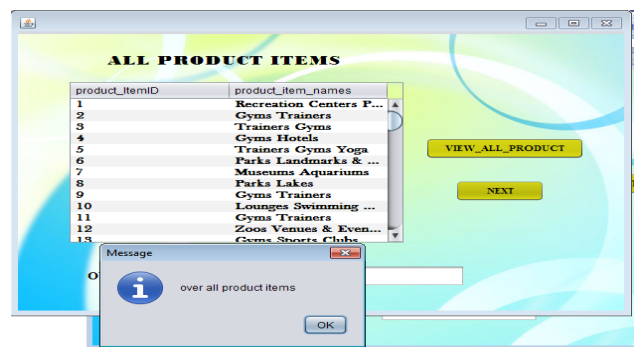 ALL PRODUCT ITEMS
product_ItemID product_item_names
1 Recreation Centers P...
2 Gyms Trainers
3 Trainers Gyms
4 Gyms Hotels
5 Trainers Gyms Yoga
6 Parks Landmarks & ...
7 Museums Aquariums
8 Parks Lakes
9 Gyms Trainers
10 Lounges Swimming ...
11 Gyms Trainers
12 Zoos Venues & Even...
13 Gyms Sports Clubs
VIEW_ALL_PRODUCT
NEXT
Message
over all product items
OK